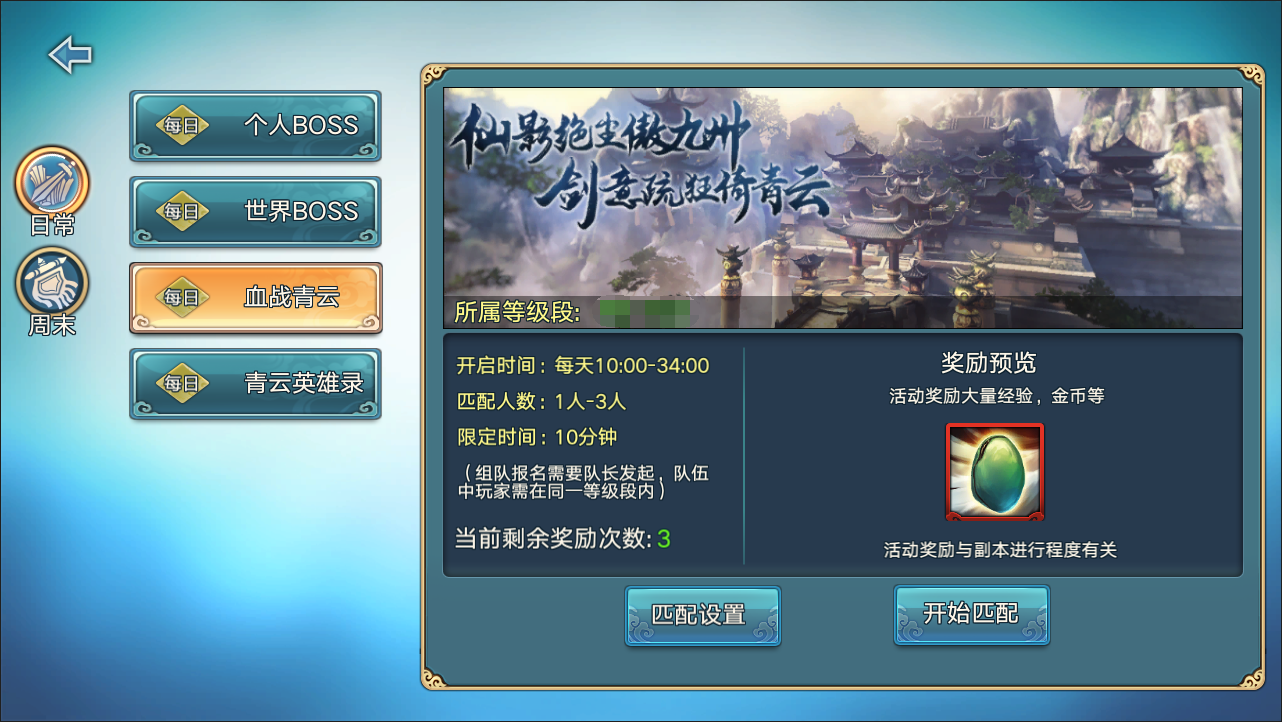 每日 个人BOSS
每日 世界BOSS
每日 血战青云
每日 青云英雄录
日常
周末
仙影绝尘傲九州
剑意疏狂倚青云
所属等级段:
开启时间：每天10:00-34:00
匹配人数：1人-3人
限定时间：10分钟
（组队报名需要队长发起，队伍
中玩家需在同一等级段内）
当前剩余奖励次数: 3
奖励预览
活动奖励大量经验，金币等
活动奖励与副本进行程度有关
匹配设置
开始匹配